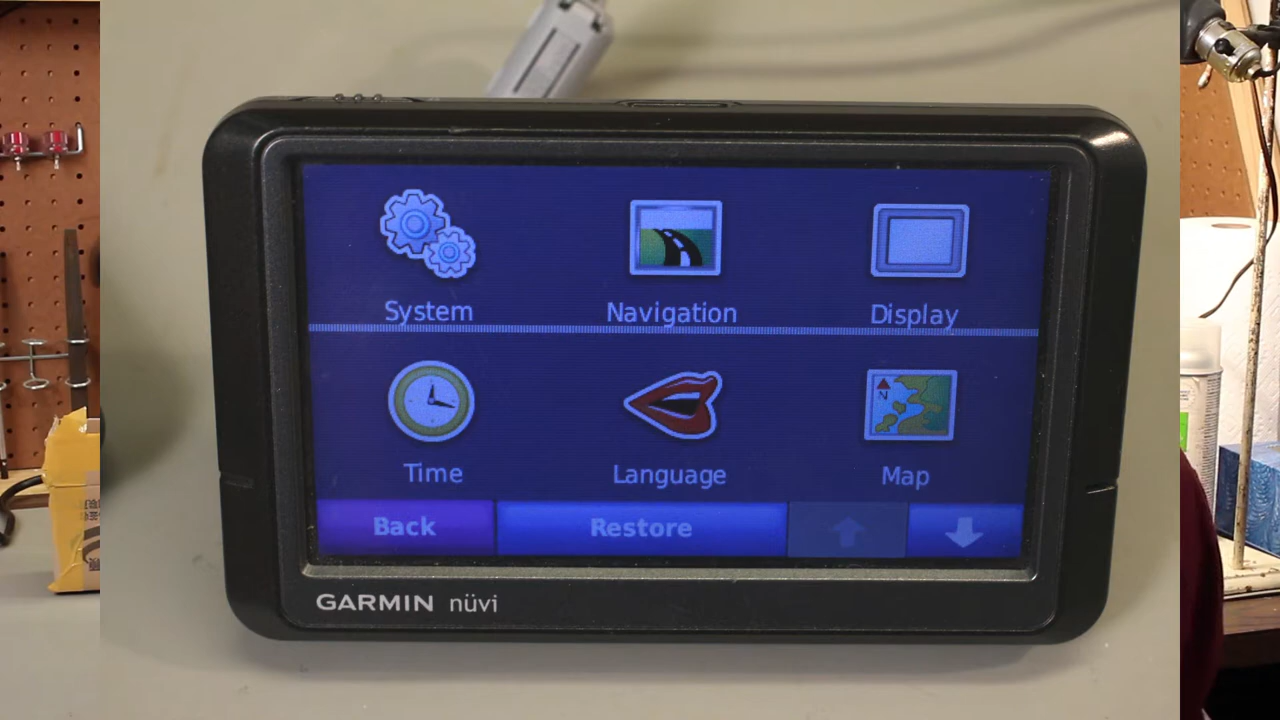 System Navigation Display
N
Time Language Map
Back Restore
GARMIN nüvi